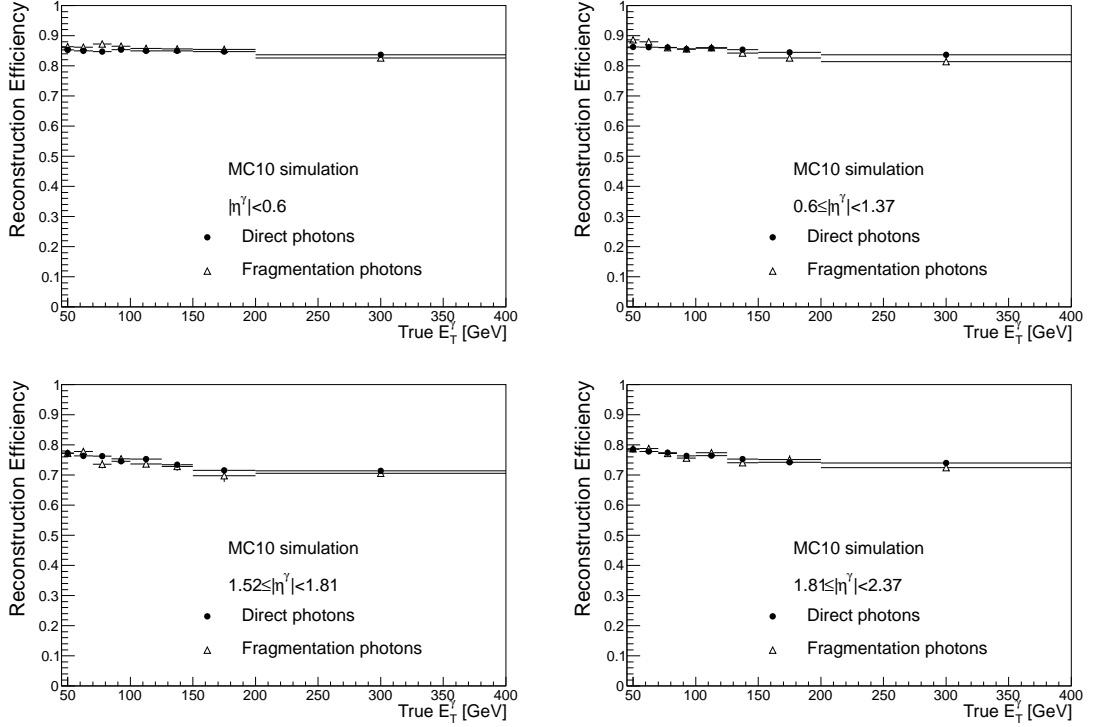 Reconstruction Efficiency
1
0.9
0.8
0.7
0.6
0.5
0.4
0.3
0.2
0.1
0
MC10 simulation
|η^γ|<0.6
Direct photons
Fragmentation photons
50 100 150 200 250 300 350 400
True E_T^γ [GeV]
Reconstruction Efficiency
1
0.9
0.8
0.7
0.6
0.5
0.4
0.3
0.2
0.1
0
MC10 simulation
0.6≤|η^γ|<1.37
Direct photons
Fragmentation photons
50 100 150 200 250 300 350 400
True E_T^γ [GeV]
Reconstruction Efficiency
1
0.9
0.8
0.7
0.6
0.5
0.4
0.3
0.2
0.1
0
MC10 simulation
1.52≤|η^γ|<1.81
Direct photons
Fragmentation photons
50 100 150 200 250 300 350 400
True E_T^γ [GeV]
Reconstruction Efficiency
1
0.9
0.8
0.7
0.6
0.5
0.4
0.3
0.2
0.1
0
MC10 simulation
1.81≤|η^γ|<2.37
Direct photons
Fragmentation photons
50 100 150 200 250 300 350 400
True E_T^γ [GeV]